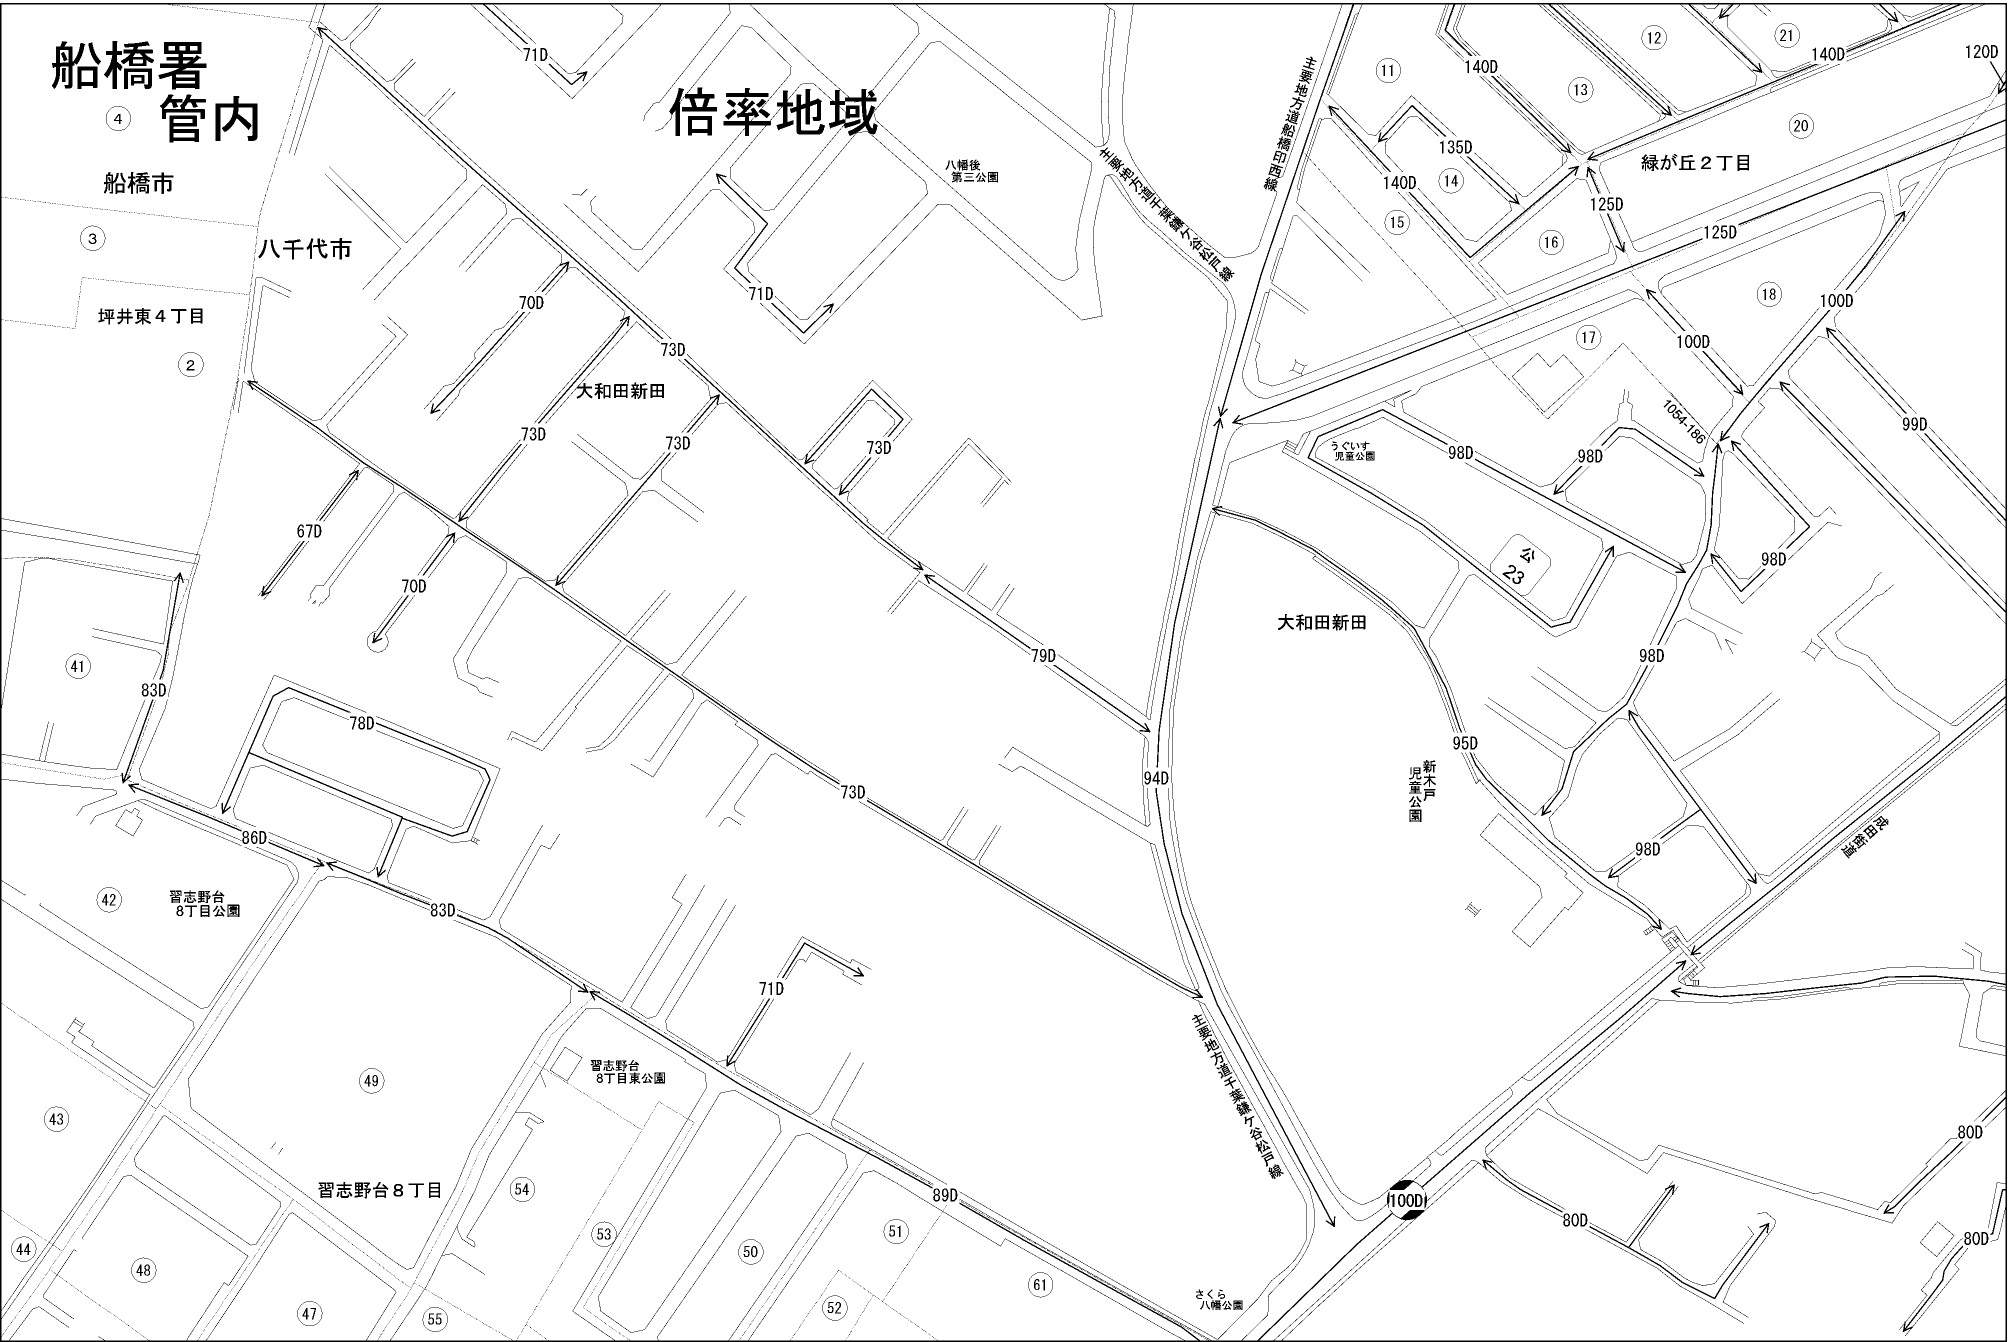 船橋署
管内
4
船橋市
3
八千代市
坪井東4丁目
2
倍率地域
71D
八幡後
第三公園
71D
主要地方道千葉鎌ケ谷松戸線
主要地方道船橋印西線
11
12
21
140D
13
140D
120D
20
135D
14
140D
緑が丘2丁目
125D
15
16
125D
18
100D
17
100D
99D
1054-186
70D
73D
大和田新田
73D
73D
73D
67D
70D
うぐいす
児童公園
98D
98D
98D
公
23
大和田新田
98D
79D
41
83D
78D
94D
95D
新木戸
児童公園
73D
98D
成田街道
86D
42
習志野台
8丁目公園
83D
71D
習志野台
8丁目東公園
主要地方道千葉鎌ケ谷松戸線
49
43
習志野台8丁目
54
53
50
51
89D
52
61
44
48
47
55
さくら
八幡公園
100D
80D
80D
80D